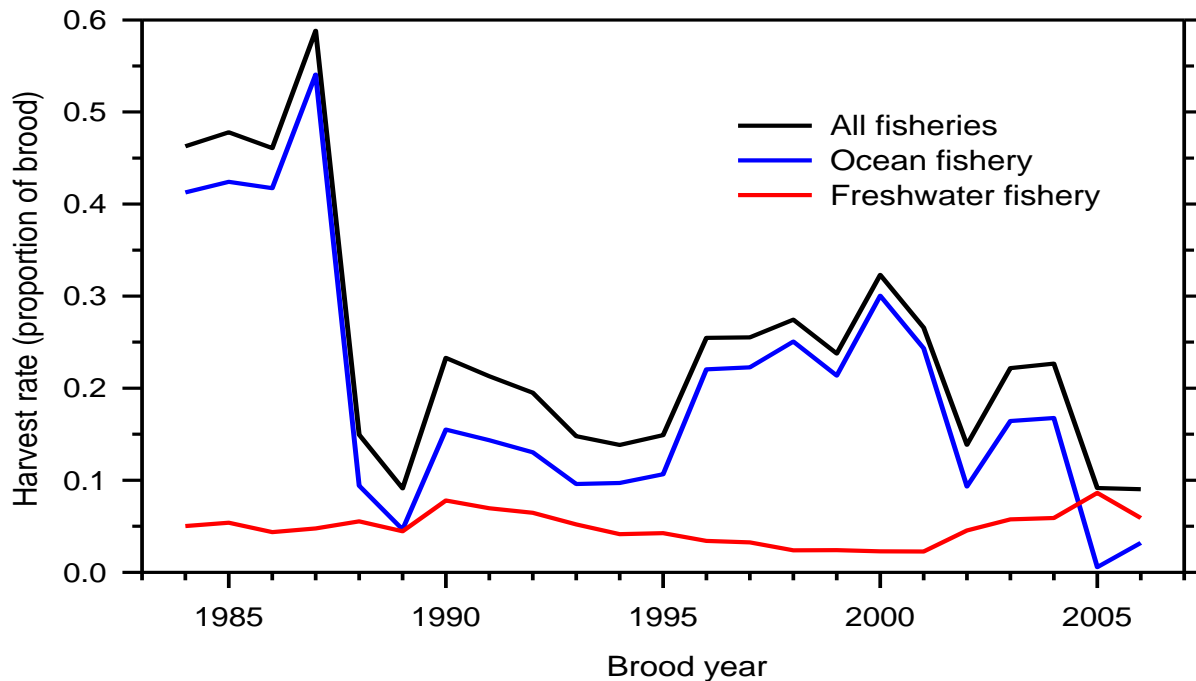 0.6
0.5
0.4
0.3
0.2
0.1
0.0
Harvest rate (proportion of brood)
All fisheries
Ocean fishery
Freshwater fishery
1985 1990 1995 2000 2005
Brood year